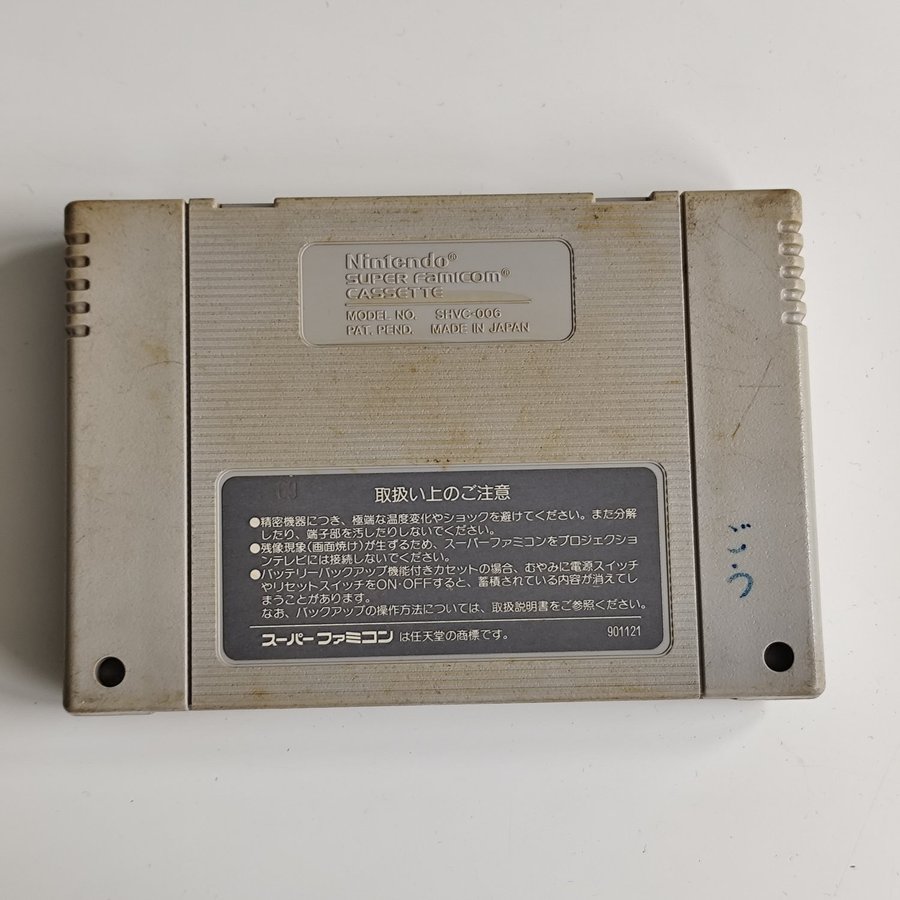 Nintendo®
SUPER FAMICOM®
CASSETTE
MODEL NO. SHVC-006
PAT. PEND. MADE IN JAPAN
取扱い上のご注意
●精密機器につき、極端な温度変化やショックを避けてください。また分解
したり、端子部を汚したりしないでください。
●残像現象(画面焼け)が生ずるため、スーパーファミコンをプロジェクショ
ンテレビには接続しないでください。
●バッテリーバックアップ機能付きカセットの場合、むやみに電源スイッチ
やリセットスイッチをON・OFFすると、蓄積されている内容が消えてし
まうことがあります。
なお、バックアップの操作方法については、取扱説明書をご参照ください。
スーパーファミコンは任天堂の商標です。 901121